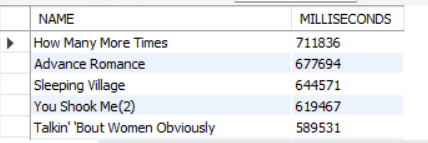 NAME MILLISECONDS
How Many More Times 711836
Advance Romance 677694
Sleeping Village 644571
You Shook Me(2) 619467
Talkin' 'Bout Women Obviously 589531